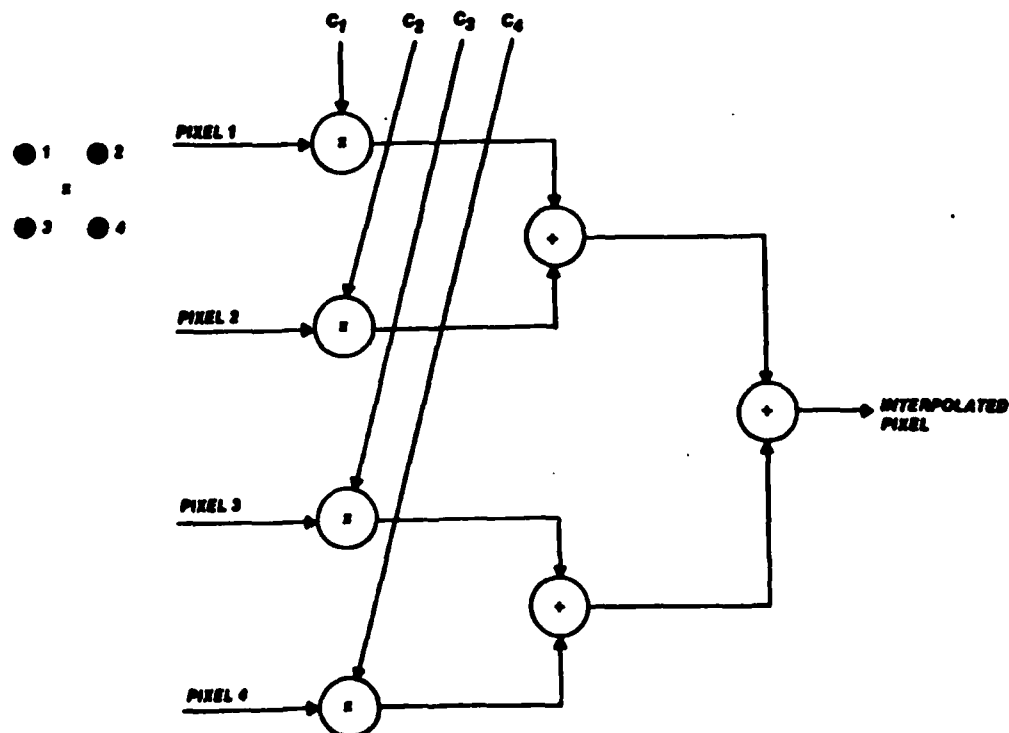 C1 C2 C3 C4
PIXEL 1
x
1 2
x
3 4
+
PIXEL 2
x
+
INTERPOLATED
PIXEL
PIXEL 3
x
+
PIXEL 4
x